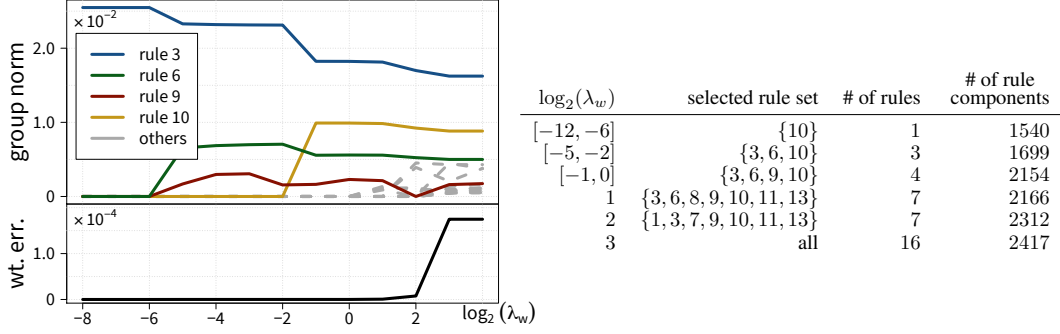 × 10⁻²
2.0
1.0
0
group norm
rule 3
rule 6
rule 9
rule 10
others
× 10⁻⁴
1.0
0
wt. err.
−8 −6 −4 −2 0 2
log₂ (λw)
log₂(λw) selected rule set # of rules # of rule components
[−12, −6] {10} 1 1540
[−5, −2] {3, 6, 10} 3 1699
[−1, 0] {3, 6, 9, 10} 4 2154
1 {3, 6, 8, 9, 10, 11, 13} 7 2166
2 {1, 3, 7, 9, 10, 11, 13} 7 2312
3 all 16 2417